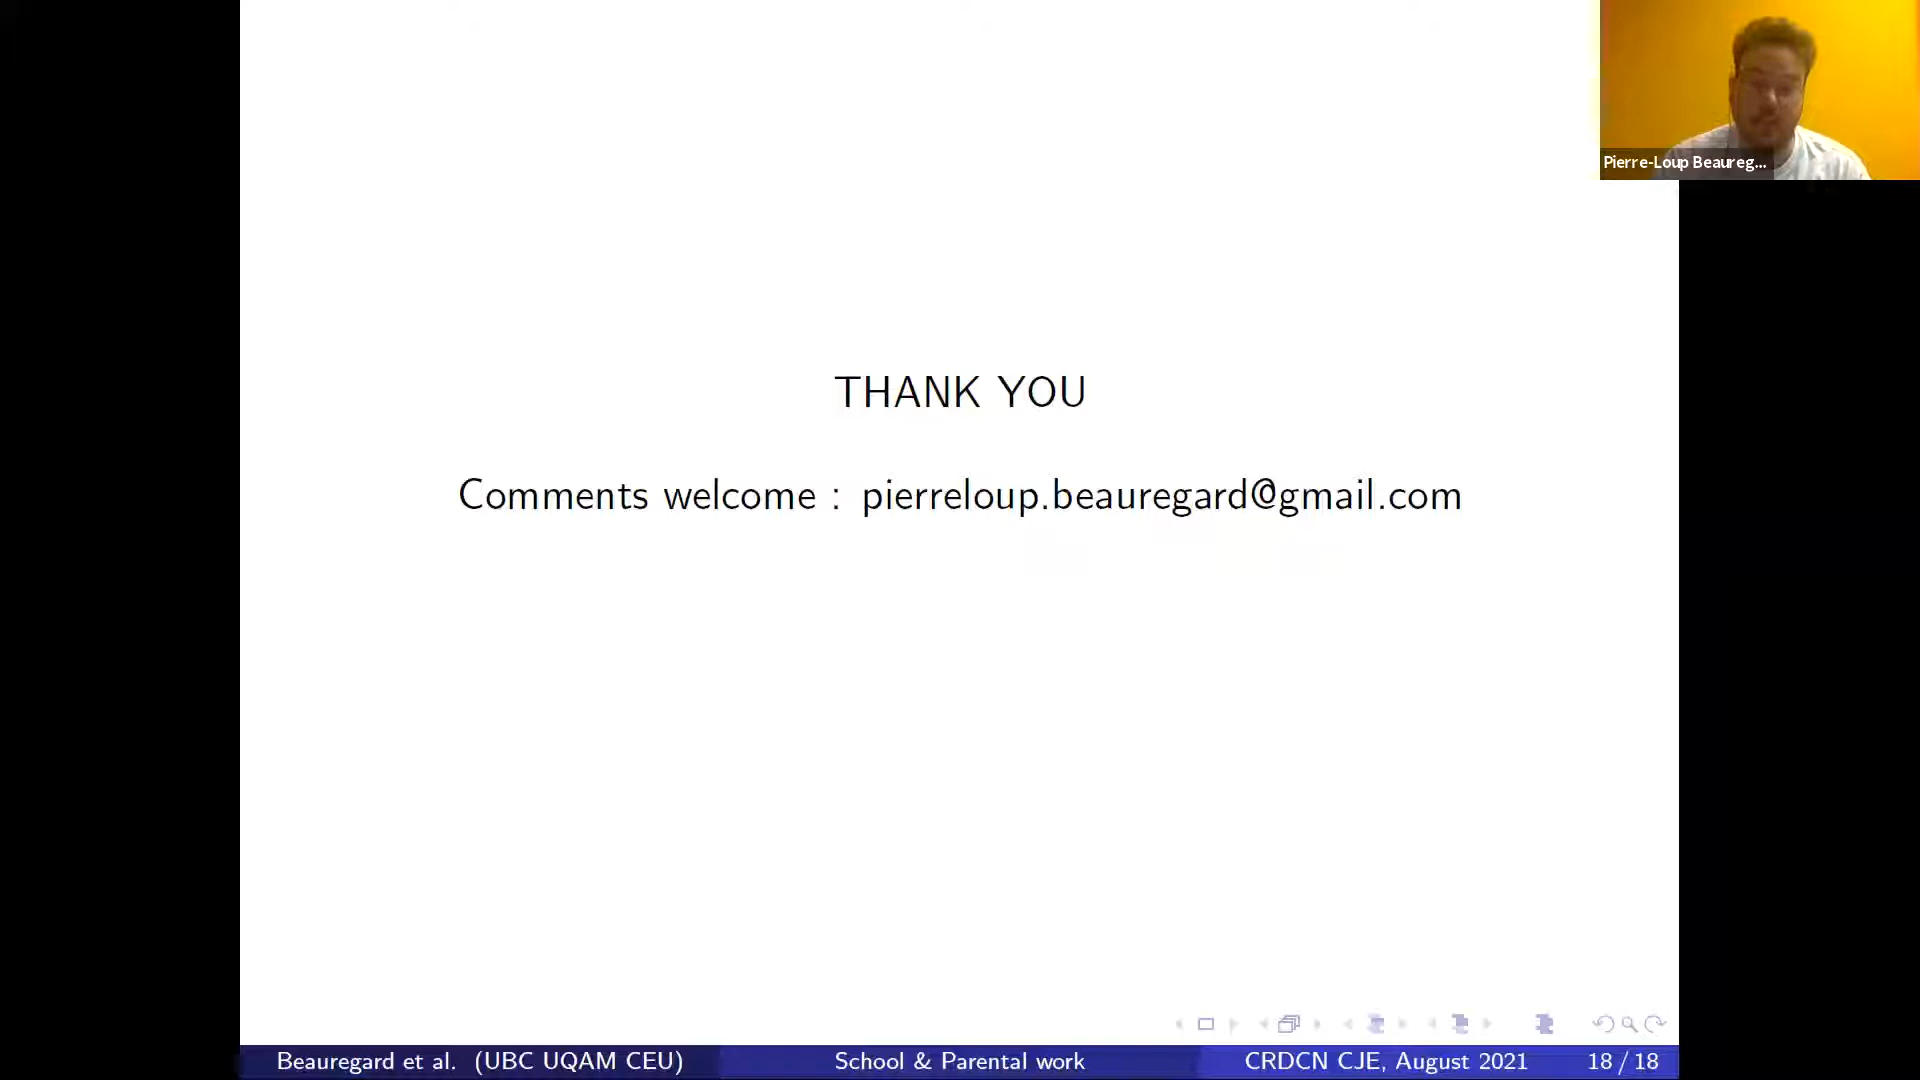 Pierre-Loup Beaureg...
THANK YOU
Comments welcome : pierreloup.beauregard@gmail.com
Beauregard et al. (UBC UQAM CEU) School & Parental work CRDCN CJE, August 2021 18 / 18